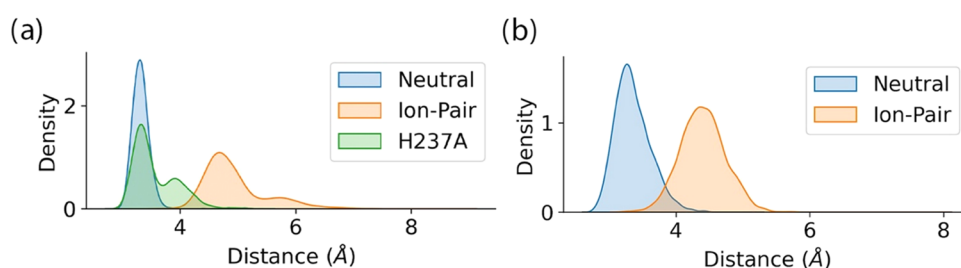 (a)
Density
2
0
4
6
8
Distance (Å)
Neutral
Ion-Pair
H237A
(b)
Density
1
0
4
6
8
Distance (Å)
Neutral
Ion-Pair